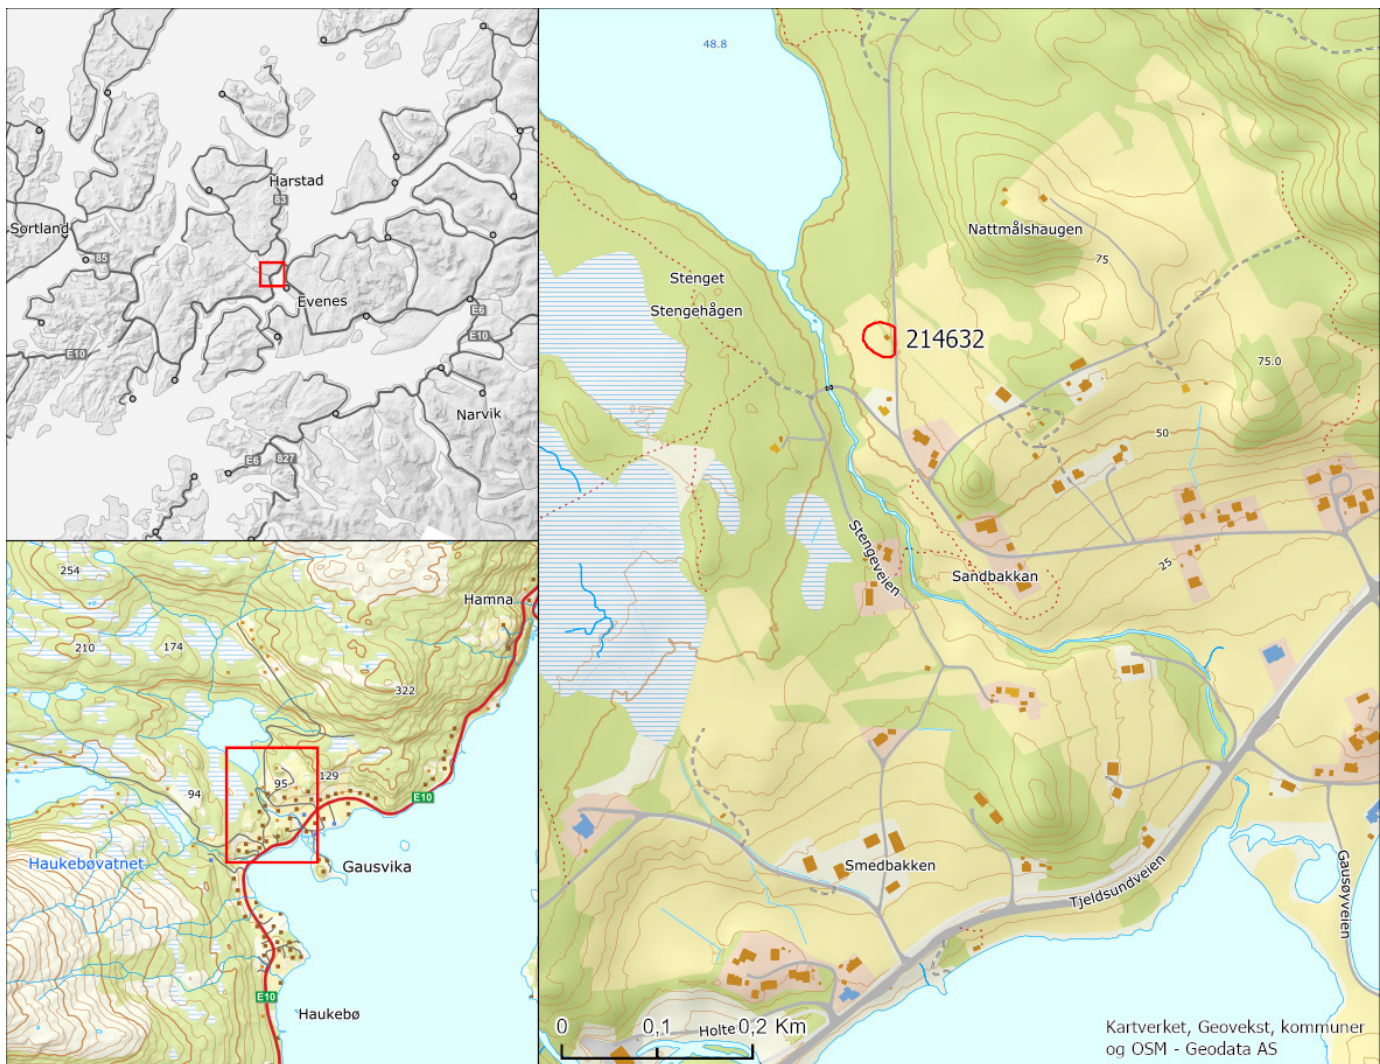 Harstad
83
Sortland
85
Evenes
E6
E10
E10
Narvik
E6
827
254
Hamna
210
174
322
95
129
94
E10
Haukebøvatnet
Gausvika
E10
Haukebø
48.8
Nattmålshaugen
75
Stenget
Stengehågen
214632
75.0
50
Stengeveien
Sandbakkan
25
Smedbakken
Tjeldsundveien
Gausøyveien
Holte
0 0,1 0,2 Km
Kartverket, Geovekst, kommuner
og OSM - Geodata AS